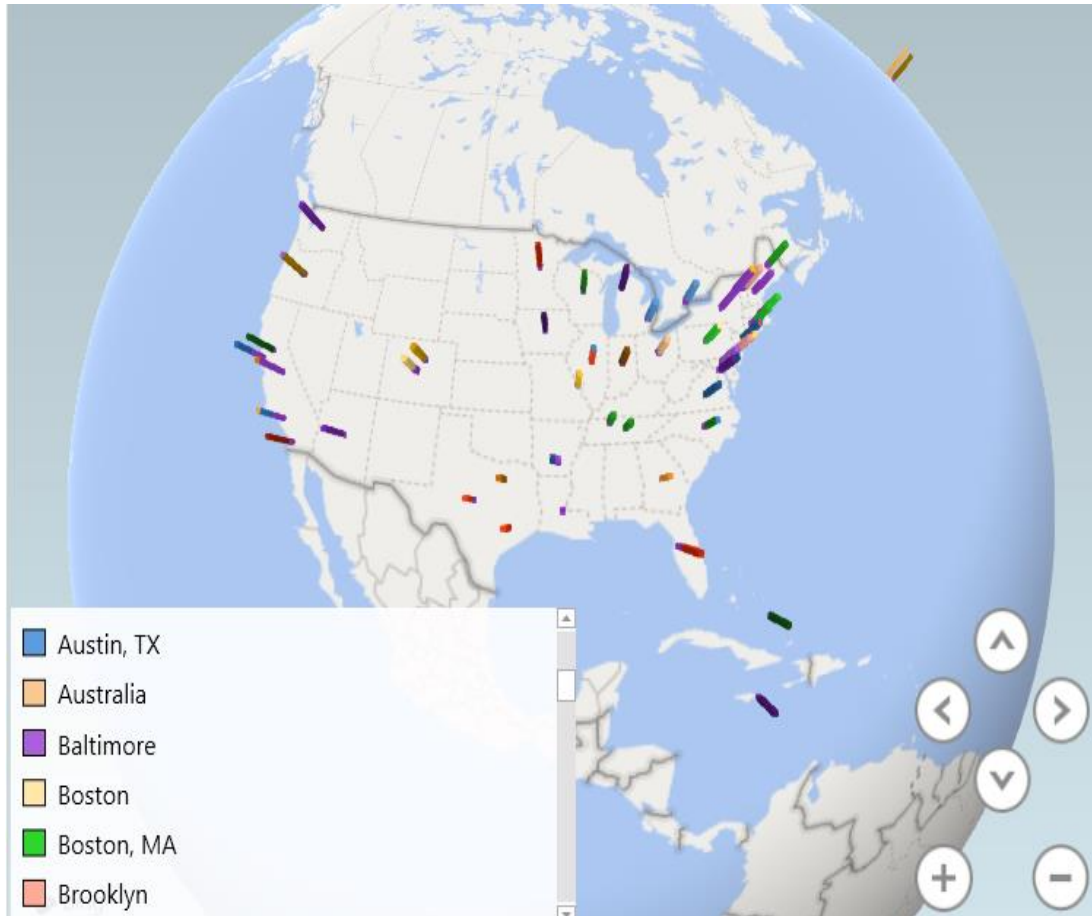 Austin, TX
Australia
Baltimore
Boston
Boston, MA
Brooklyn